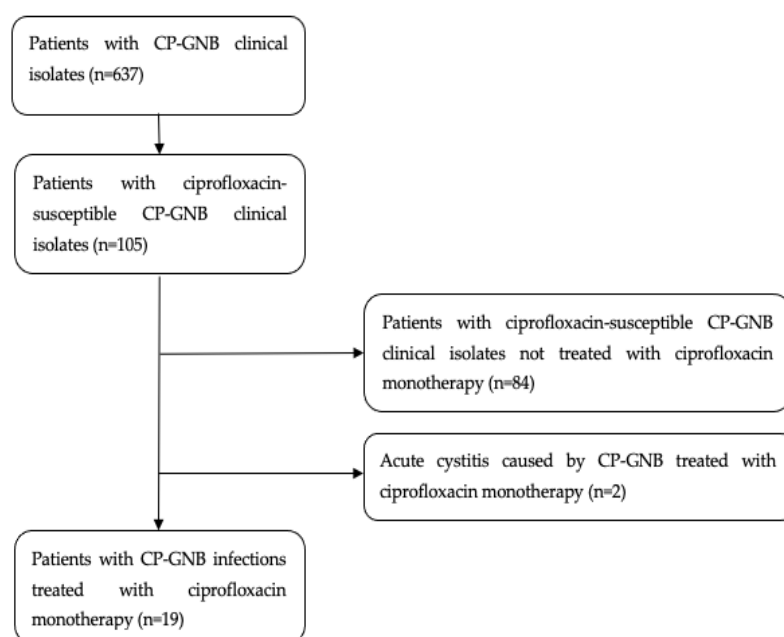 Patients with CP-GNB clinical
isolates (n=637)
Patients with ciprofloxacin-
susceptible CP-GNB clinical
isolates (n=105)
Patients with ciprofloxacin-susceptible CP-GNB
clinical isolates not treated with ciprofloxacin
monotherapy (n=84)
Acute cystitis caused by CP-GNB treated with
ciprofloxacin monotherapy (n=2)
Patients with CP-GNB infections
treated with ciprofloxacin
monotherapy (n=19)